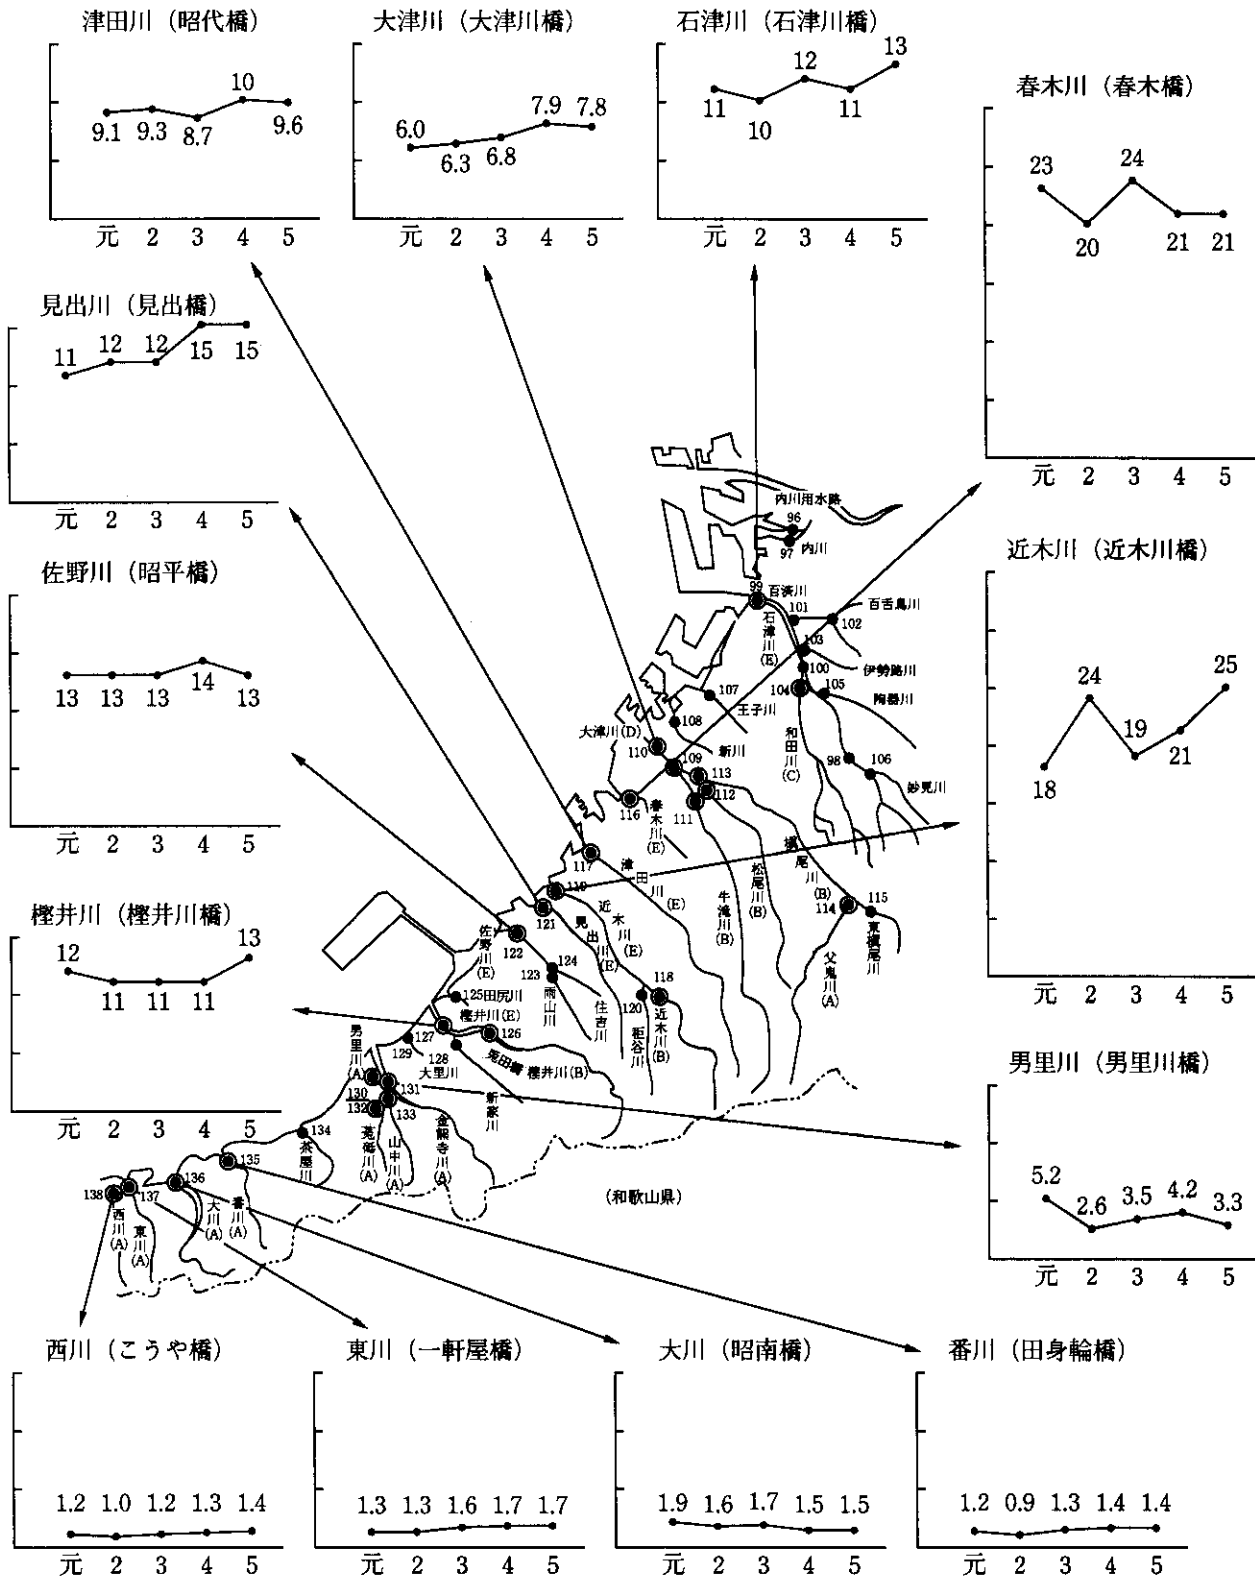 津田川（昭代橋）
9.1 9.3 8.7 10 9.6
元 2 3 4 5
大津川（大津川橋）
6.0 6.3 6.8 7.9 7.8
元 2 3 4 5
石津川（石津川橋）
11 10 12 11 13
元 2 3 4 5
春木川（春木橋）
23 20 24 21 21
元 2 3 4 5
見出川（見出橋）
11 12 12 15 15
元 2 3 4 5
佐野川（昭平橋）
13 13 13 14 13
元 2 3 4 5
近木川（近木川橋）
18 24 19 21 25
元 2 3 4 5
樫井川（樫井川橋）
12 11 11 11 13
元 2 3 4 5
男里川（男里川橋）
5.2 2.6 3.5 4.2 3.3
元 2 3 4 5
内川用水路
96
97
内川
99
百済川
101
百舌鳥川
102
石津川(E)
103
伊勢路川
100
104
105
陶器川
107
王子川
108
新川
大津川(D)
110
109
和田川(C)
98
106
妙見川
113
112
111
116
春木川(E)
117
津田川(E)
槇尾川(B)
松尾川(B)
牛滝川(B)
115
114
東槇尾川
父鬼川(A)
119
121
近木川(E)
見出川(E)
佐野川(E)
122
124
123
雨山川
住吉川
118
120
秬谷川
近木川(B)
125
田尻川
樫井川(E)
127
126
兎田橋
樫井川(B)
129
128
大里川
新家川
男里川(A)
130
131
132
133
菟砥川(A)
山中川(A)
金熊寺川(A)
134
茶屋川
135
136
137
138
西川(A)
東川(A)
大川(A)
番川(A)
(和歌山県)
西川（こうや橋）
1.2 1.0 1.2 1.3 1.4
元 2 3 4 5
東川（一軒屋橋）
1.3 1.3 1.6 1.7 1.7
元 2 3 4 5
大川（昭南橋）
1.9 1.6 1.7 1.5 1.5
元 2 3 4 5
番川（田身輪橋）
1.2 0.9 1.3 1.4 1.4
元 2 3 4 5